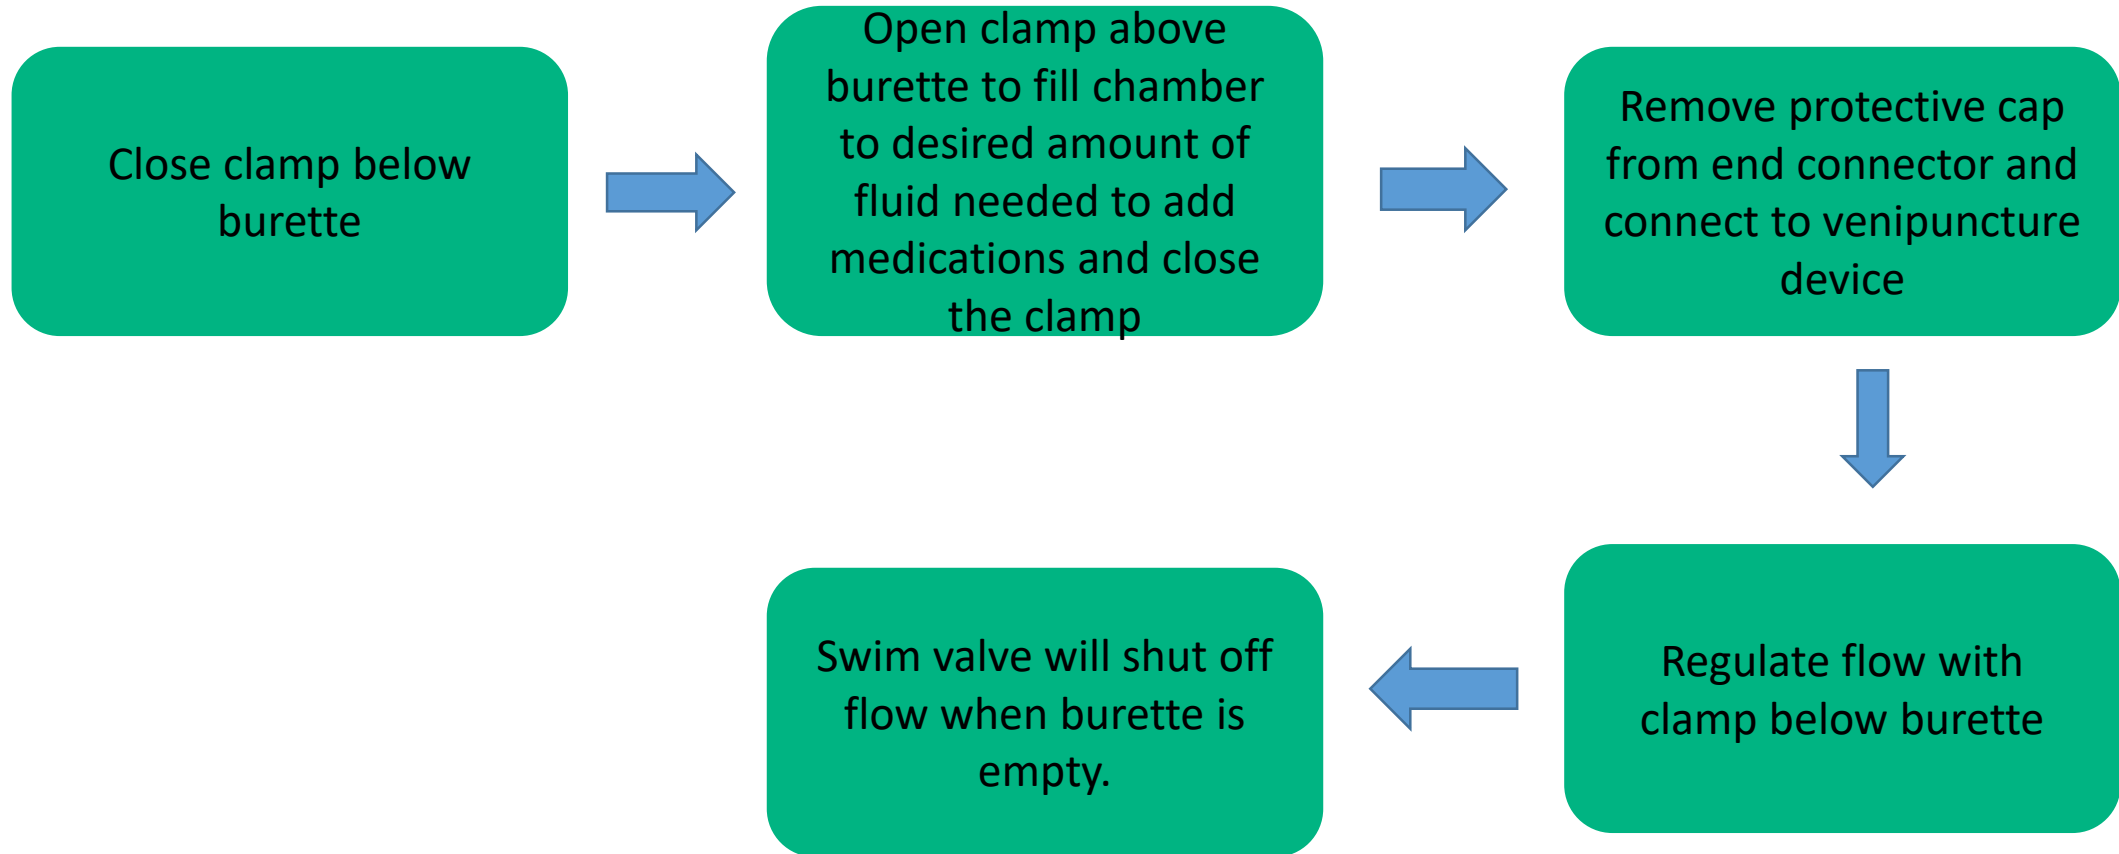 Close clamp below
burette
Open clamp above
burette to fill chamber
to desired amount of
fluid needed to add
medications and close
the clamp
Remove protective cap
from end connector and
connect to venipuncture
device
Regulate flow with
clamp below burette
Swim valve will shut off
flow when burette is
empty.